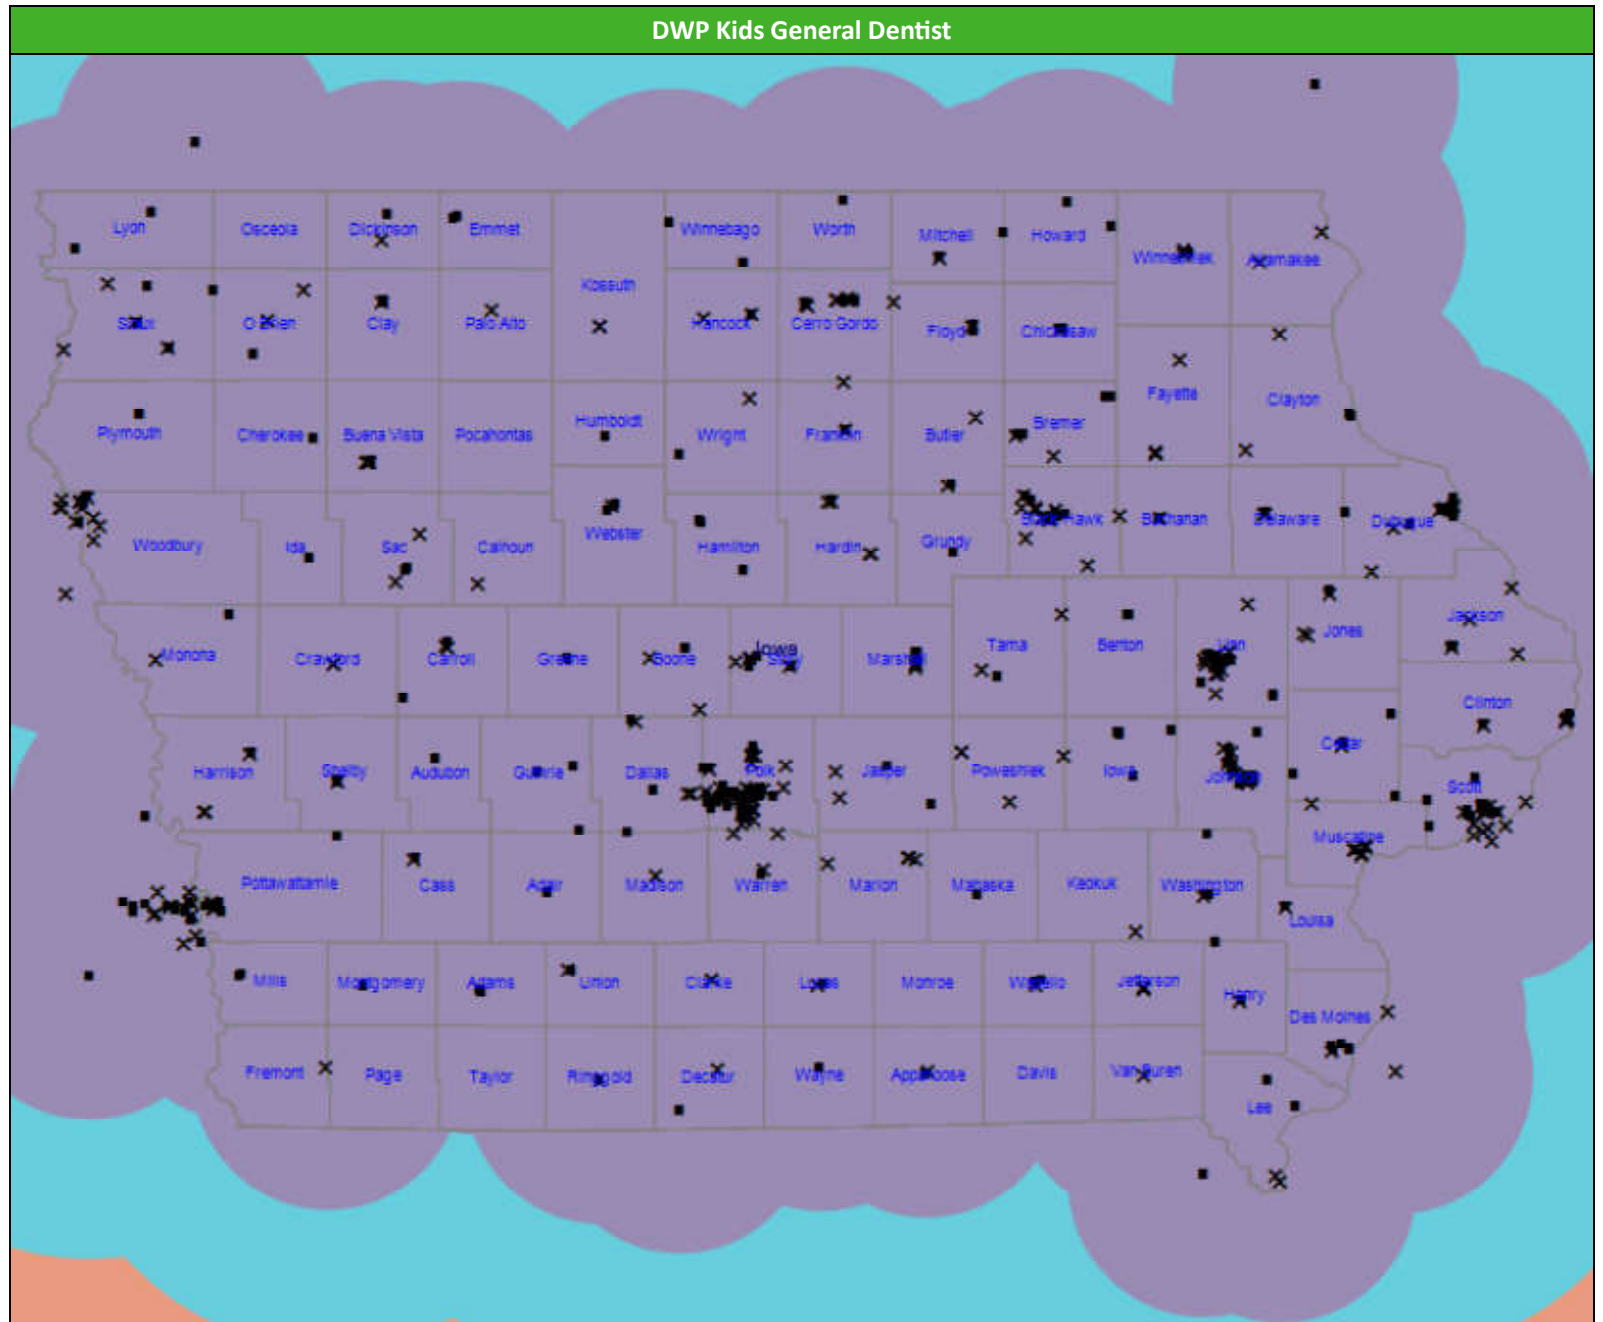 DWP Kids General Dentist
Lyon Osceola Dickinson Emmet Winnebago Worth Mitchell Howard Winneshiek Allamakee
Kossuth
Sioux O'Brien Clay Palo Alto Hancock Cerro Gordo Floyd Chickasaw
Fayette Clayton
Plymouth Cherokee Buena Vista Pocahontas Humboldt Wright Franklin Butler Bremer
Woodbury Ida Sac Calhoun Webster Hamilton Hardin Grundy Black Hawk Buchanan Delaware Dubuque
Iowa
Monona Crawford Carroll Greene Boone Story Marshall Tama Benton Linn Jones Jackson
Clinton
Harrison Shelby Audubon Guthrie Dallas Polk Jasper Poweshiek Iowa Johnson Cedar Scott
Muscatine
Pottawattamie Cass Adair Madison Warren Marion Mahaska Keokuk Washington
Louisa
Mills Montgomery Adams Union Clarke Lucas Monroe Wapello Jefferson Henry
Des Moines
Fremont Page Taylor Ringgold Decatur Wayne Appanoose Davis Van Buren
Lee